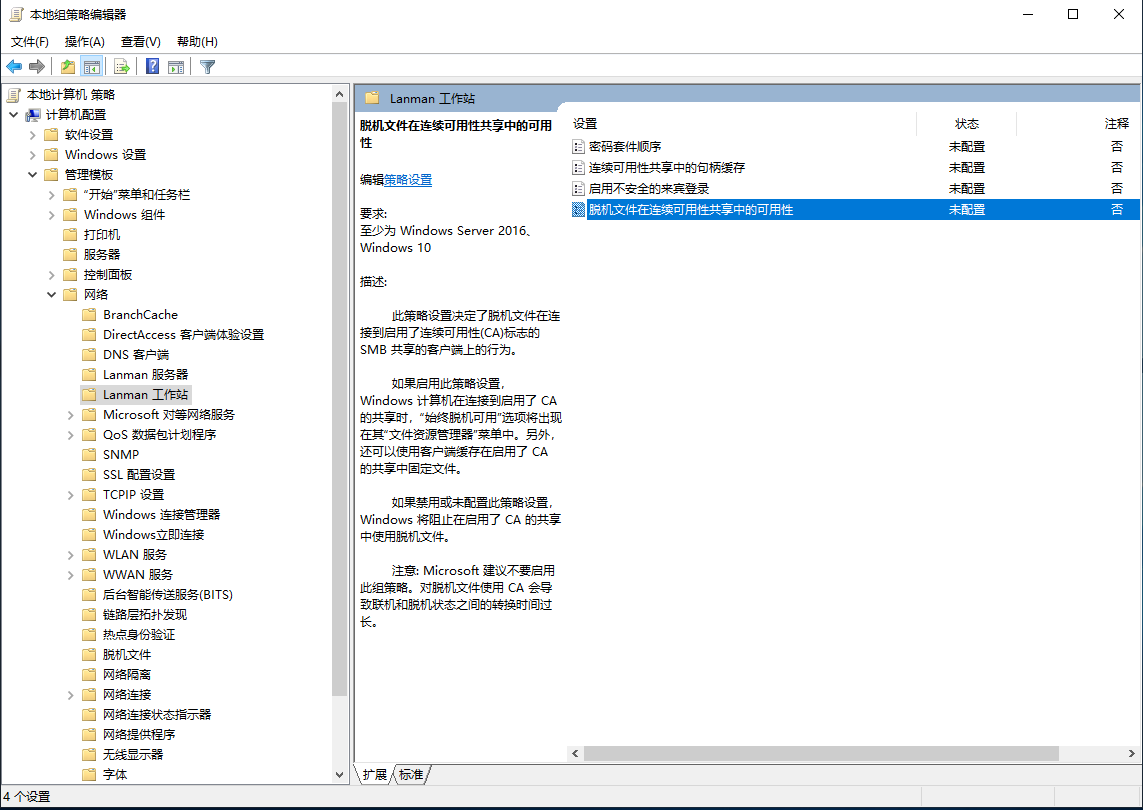 本地组策略编辑器
文件(F) 操作(A) 查看(V) 帮助(H)
本地计算机 策略
计算机配置
软件设置
Windows 设置
管理模板
"开始"菜单和任务栏
Windows 组件
打印机
服务器
控制面板
网络
BranchCache
DirectAccess 客户端体验设置
DNS 客户端
Lanman 服务器
Lanman 工作站
Microsoft 对等网络服务
QoS 数据包计划程序
SNMP
SSL 配置设置
TCPIP 设置
Windows 连接管理器
Windows立即连接
WLAN 服务
WWAN 服务
后台智能传送服务(BITS)
链路层拓扑发现
热点身份验证
脱机文件
网络隔离
网络连接
网络连接状态指示器
网络提供程序
无线显示器
字体
Lanman 工作站
脱机文件在连续可用性共享中的可用
性
编辑策略设置
要求:
至少为 Windows Server 2016、
Windows 10
描述:
此策略设置决定了脱机文件在连
接到启用了连续可用性(CA)标志的
SMB 共享的客户端上的行为。
如果启用此策略设置，
Windows 计算机在连接到启用了 CA
的共享时，"始终脱机可用"选项将出现
在其"文件资源管理器"菜单中。另外，
还可以使用客户端缓存在启用了 CA
的共享中固定文件。
如果禁用或未配置此策略设置，
Windows 将阻止在启用了 CA 的共享
中使用脱机文件。
注意: Microsoft 建议不要启用
此组策略。对脱机文件使用 CA 会导
致联机和脱机状态之间的转换时间过
长。
设置 状态 注释
密码套件顺序 未配置 否
连续可用性共享中的句柄缓存 未配置 否
启用不安全的来宾登录 未配置 否
脱机文件在连续可用性共享中的可用性 未配置 否
扩展 标准
4 个设置